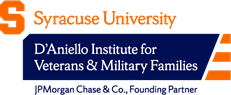 S Syracuse University
D'Aniello Institute for
Veterans & Military Families
JPMorgan Chase & Co., Founding Partner